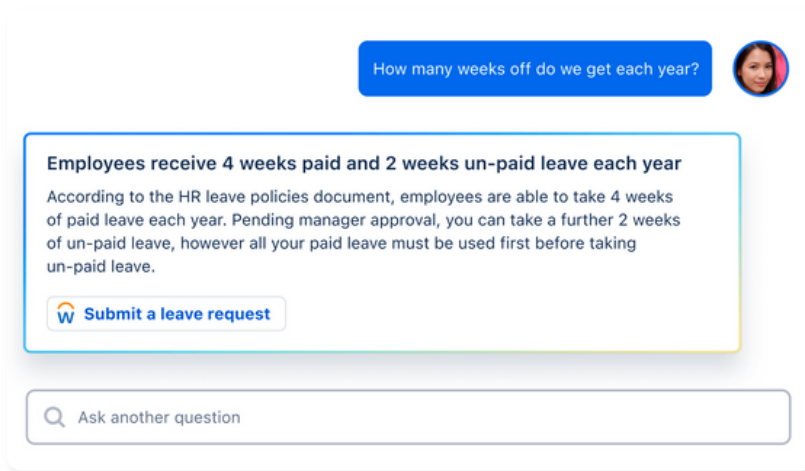 How many weeks off do we get each year?
Employees receive 4 weeks paid and 2 weeks un-paid leave each year
According to the HR leave policies document, employees are able to take 4 weeks
of paid leave each year. Pending manager approval, you can take a further 2 weeks
of un-paid leave, however all your paid leave must be used first before taking
un-paid leave.
W Submit a leave request
Ask another question